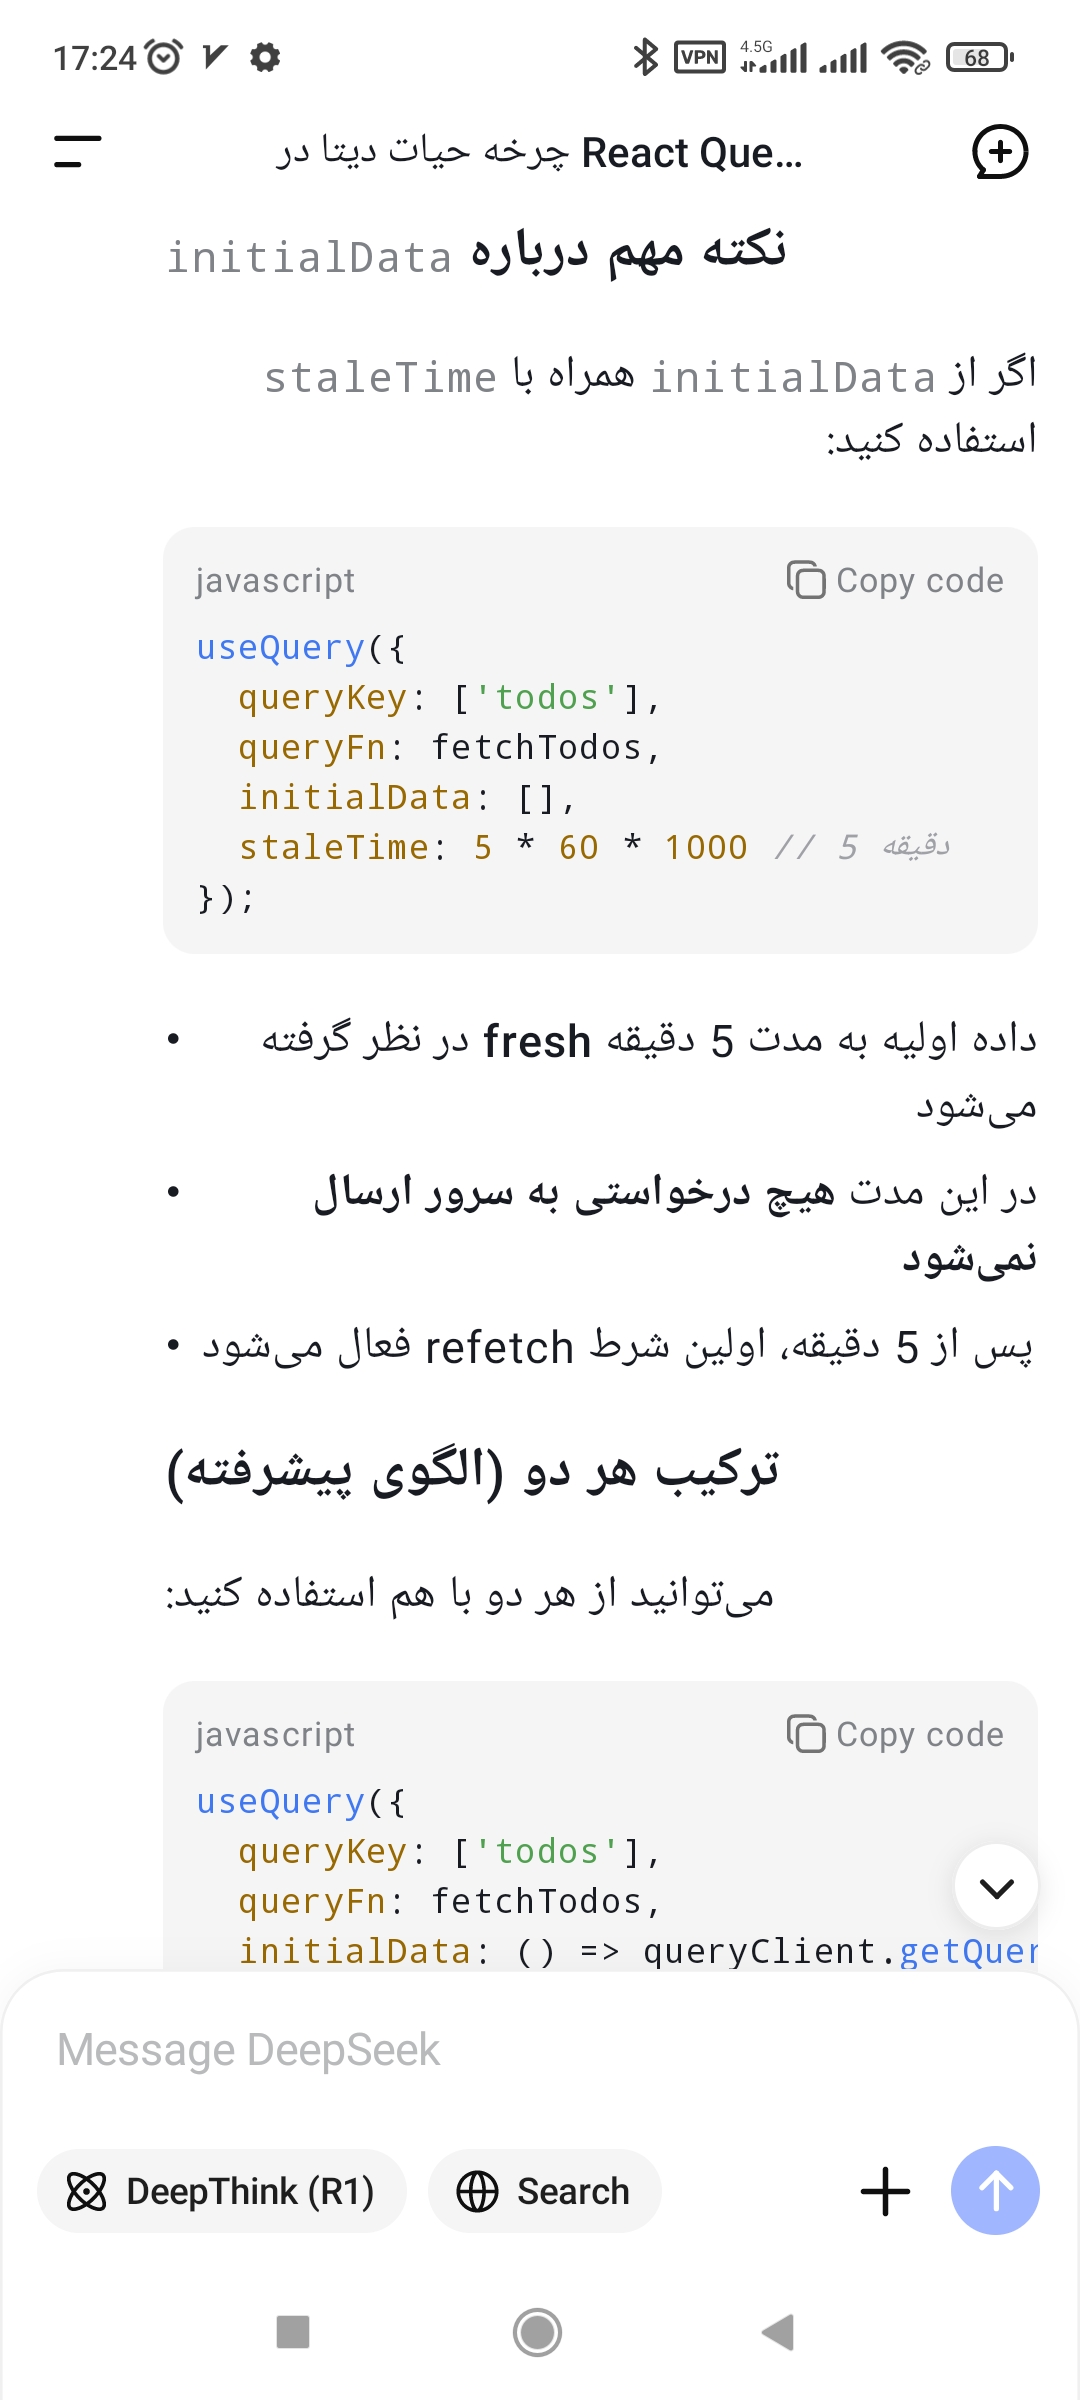 17:24
VPN
4.5G
68
چرخه حیات دیتا در React Que...
نکته مهم درباره initialData
اگر از initialData همراه با staleTime
استفاده کنید:
javascript
Copy code
useQuery({
  queryKey: ['todos'],
  queryFn: fetchTodos,
  initialData: [],
  staleTime: 5 * 60 * 1000 // 5 دقیقه
});
• داده اولیه به مدت 5 دقیقه fresh در نظر گرفته
می‌شود
• در این مدت هیچ درخواستی به سرور ارسال
نمی‌شود
• پس از 5 دقیقه، اولین شرط refetch فعال می‌شود
ترکیب هر دو (الگوی پیشرفته)
می‌توانید از هر دو با هم استفاده کنید:
javascript
Copy code
useQuery({
  queryKey: ['todos'],
  queryFn: fetchTodos,
  initialData: () => queryClient.getQuer
Message DeepSeek
DeepThink (R1)
Search